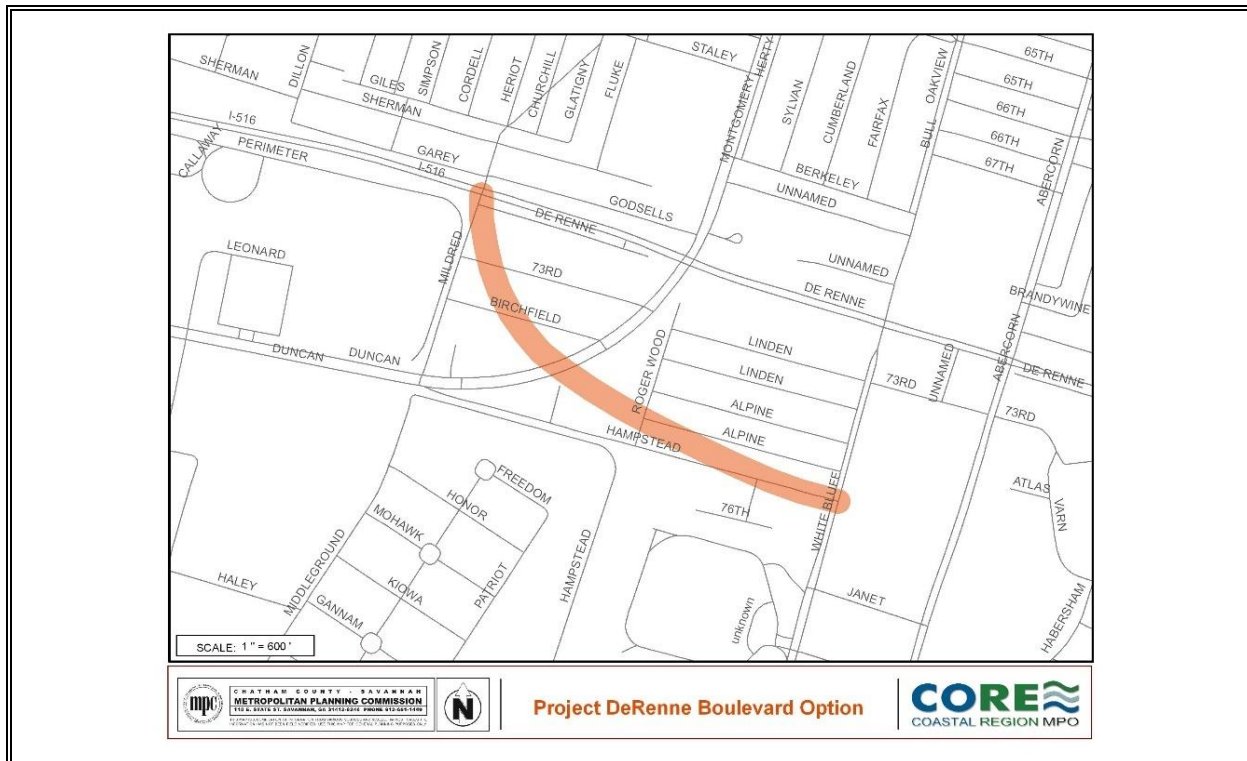 STALEY
65TH
SHERMAN
DILLON
GILES
SIMPSON
CORDELL
HERIOT
CHURCHILL
GLATIGNY
FLUKE
MONTGOMERY
HERTY
SYLVAN
CUMBERLAND
FAIRFAX
OAKVIEW
BULL
65TH
66TH
66TH
67TH
ABERCORN
SHERMAN
I-516
CALLAWAY
PERIMETER
GAREY
I-516
BERKELEY
UNNAMED
GODSELLS
DE RENNE
LEONARD
MILDRED
73RD
UNNAMED
DE RENNE
BRANDYWINE
BIRCHFIELD
DUNCAN
DUNCAN
ROGER WOOD
LINDEN
LINDEN
ALPINE
ALPINE
73RD
UNNAMED
ABERCORN
DE RENNE
73RD
HAMPSTEAD
FREEDOM
HONOR
MOHAWK
KIOWA
PATRIOT
GANNAM
HALEY
MIDDLEGROUND
HAMPSTEAD
76TH
WHITE BLUFF
ATLAS
VARN
JANET
HABERSHAM
unknown
SCALE: 1 " = 600 '
mpc
CHATHAM COUNTY - SAVANNAH
METROPOLITAN PLANNING COMMISSION
N
Project DeRenne Boulevard Option
CORE
COASTAL REGION MPO